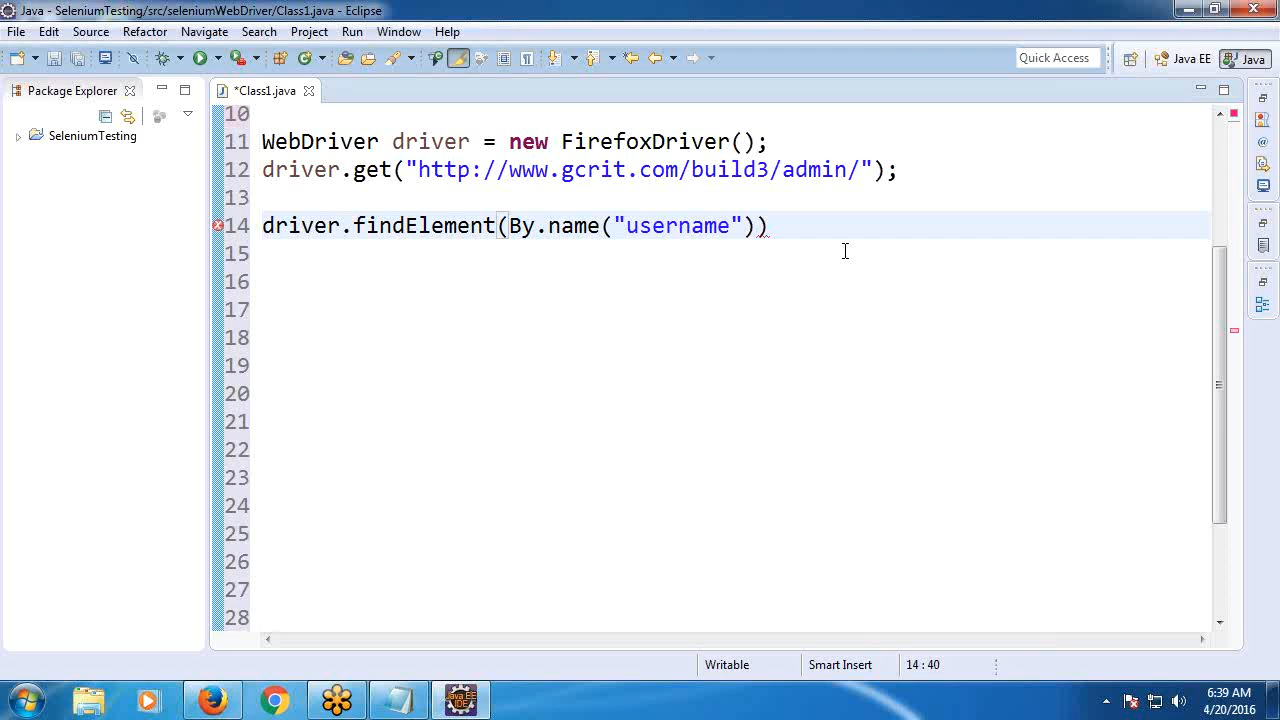 Java - SeleniumTesting/src/seleniumWebDriver/Class1.java - Eclipse
File Edit Source Refactor Navigate Search Project Run Window Help
Quick Access Java EE Java
Package Explorer *Class1.java
SeleniumTesting
10
11 WebDriver driver = new FirefoxDriver();
12 driver.get("http://www.gcrit.com/build3/admin/");
13
14 driver.findElement(By.name("username"))
15
16
17
18
19
20
21
22
23
24
25
26
27
28
Writable Smart Insert 14 : 40
Java EE IDE
6:39 AM
4/20/2016